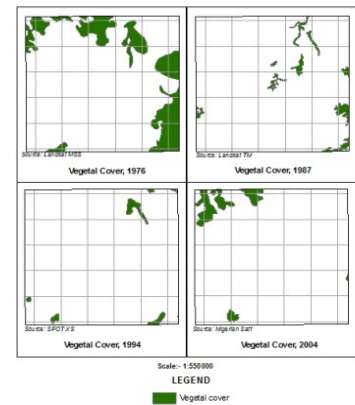 Source: Landsat MSS
Vegetal Cover, 1976
Source: Landsat TM
Vegetal Cover, 1987
Source: SPOT XS
Vegetal Cover, 1994
Source: Nigerian Sat1
Vegetal Cover, 2004
Scale:- 1:550000
LEGEND
Vegetal cover